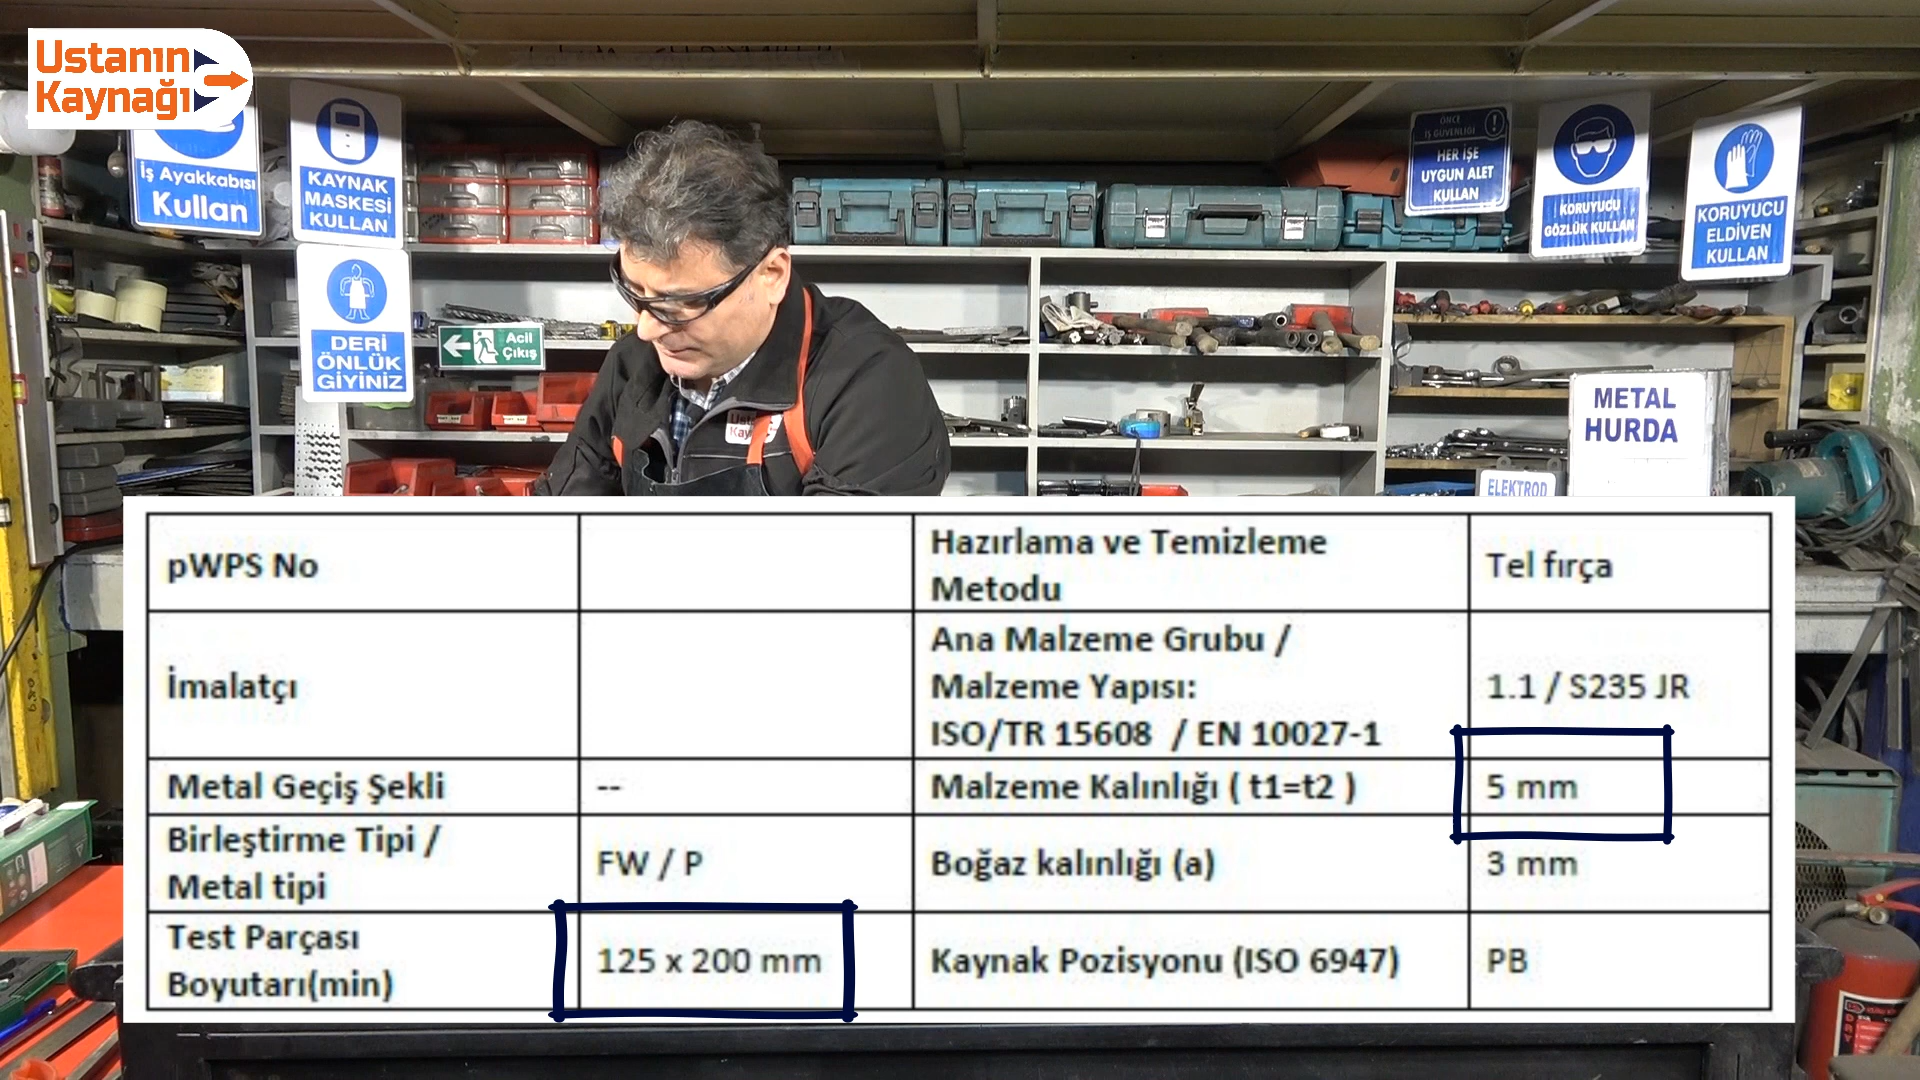 Ustanın
Kaynağı
İş Ayakkabısı
Kullan
KAYNAK
MASKESİ
KULLAN
DERİ
ÖNLÜK
GİYİNİZ
Acil
Çıkış
ÖNCE
İŞ GÜVENLİĞİ
HER İŞE
UYGUN ALET
KULLAN
KORUYUCU
GÖZLÜK KULLAN
KORUYUCU
ELDİVEN
KULLAN
METAL
HURDA
ELEKTROD
pWPS No
Hazırlama ve Temizleme
Metodu
Tel fırça
İmalatçı
Ana Malzeme Grubu /
Malzeme Yapısı:
ISO/TR 15608 / EN 10027-1
1.1 / S235 JR
Metal Geçiş Şekli
--
Malzeme Kalınlığı ( t1=t2 )
5 mm
Birleştirme Tipi /
Metal tipi
FW / P
Boğaz kalınlığı (a)
3 mm
Test Parçası
Boyutarı(min)
125 x 200 mm
Kaynak Pozisyonu (ISO 6947)
PB